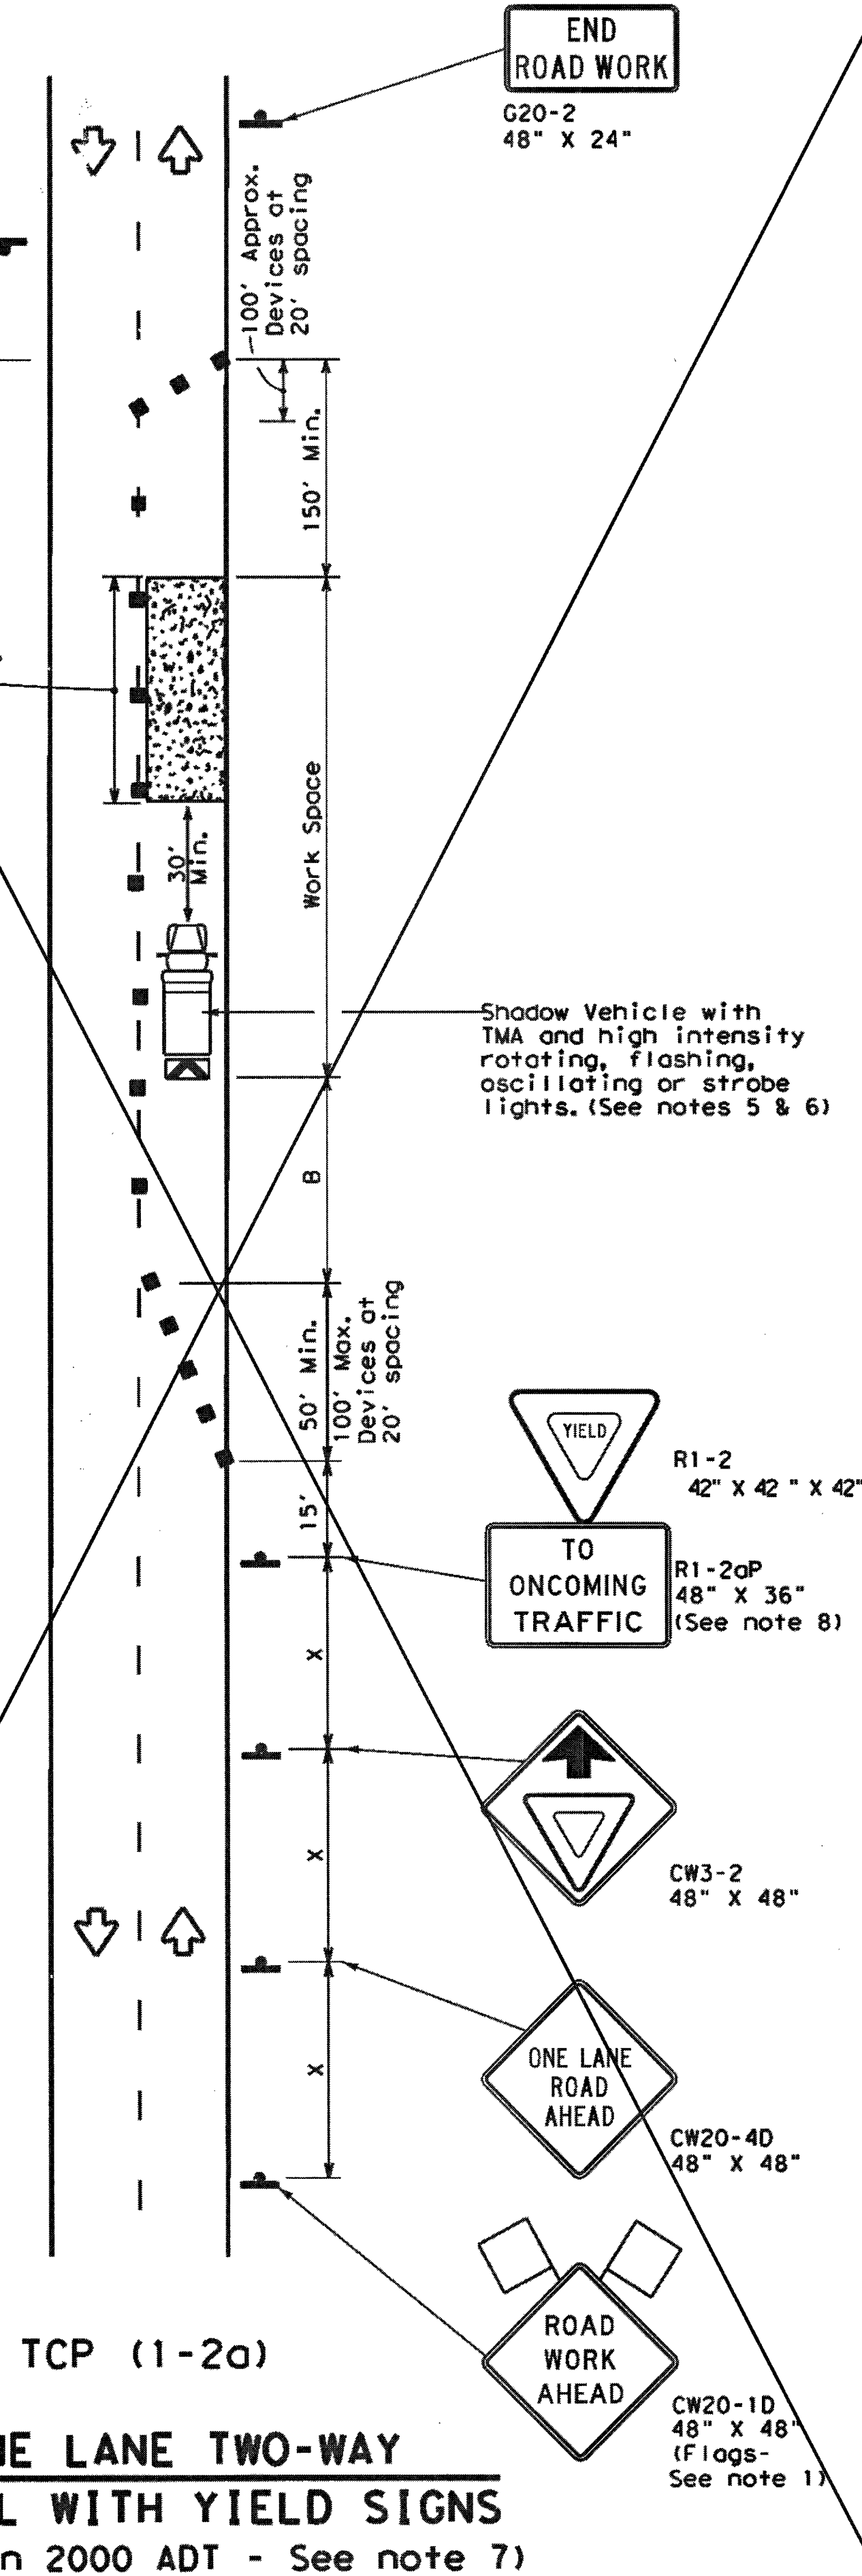 END
ROAD WORK
G20-2
48" X 24"
100' Approx.
Devices at
20' spacing
150' Min.
Work Space
30'
Min.
Shadow Vehicle with
TMA and high intensity
rotating, flashing,
oscillating or strobe
lights. (See notes 5 & 6)
B
50' Min.
100' Max.
Devices at
20' spacing
15'
YIELD
R1-2
42" X 42 " X 42"
TO
ONCOMING
TRAFFIC
R1-2aP
48" X 36"
(See note 8)
X
CW3-2
48" X 48"
X
ONE LANE
ROAD
AHEAD
CW20-4D
48" X 48"
X
ROAD
WORK
AHEAD
CW20-1D
48" X 48"
(Flags-
See note 1)
TCP (1-2a)
NE LANE TWO-WAY
L WITH YIELD SIGNS
n 2000 ADT - See note 7)